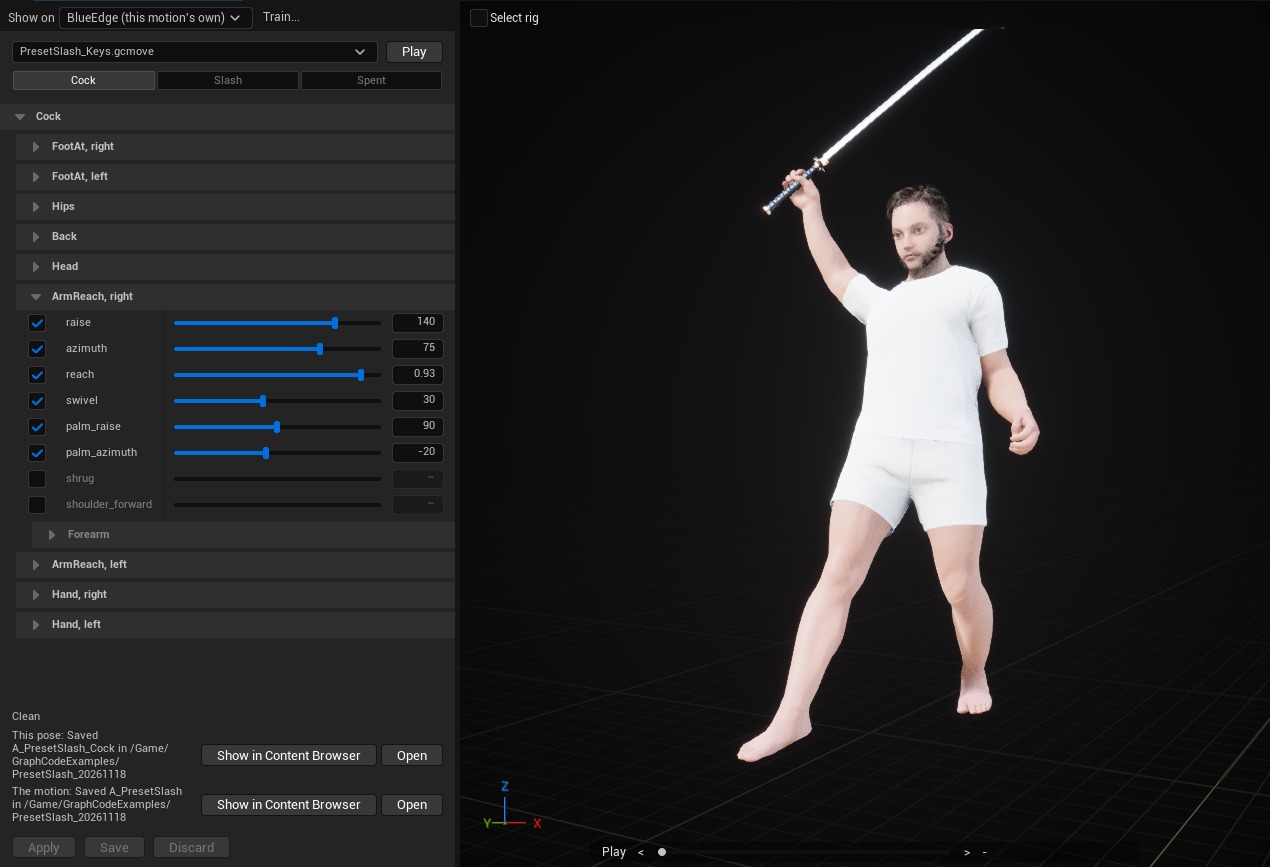 Show on BlueEdge (this motion's own) Train...
Select rig
PresetSlash_Keys.gcmove Play
Cock Slash Spent
Cock
FootAt, right
FootAt, left
Hips
Back
Head
ArmReach, right
raise 140
azimuth 75
reach 0.93
swivel 30
palm_raise 90
palm_azimuth -20
shrug –
shoulder_forward –
Forearm
ArmReach, left
Hand, right
Hand, left
Clean
This pose: Saved
A_PresetSlash_Cock in /Game/
GraphCodeExamples/
PresetSlash_20261118
Show in Content Browser Open
The motion: Saved A_PresetSlash
in /Game/GraphCodeExamples/
PresetSlash_20261118
Show in Content Browser Open
Apply Save Discard
Z
Y X
Play < > -